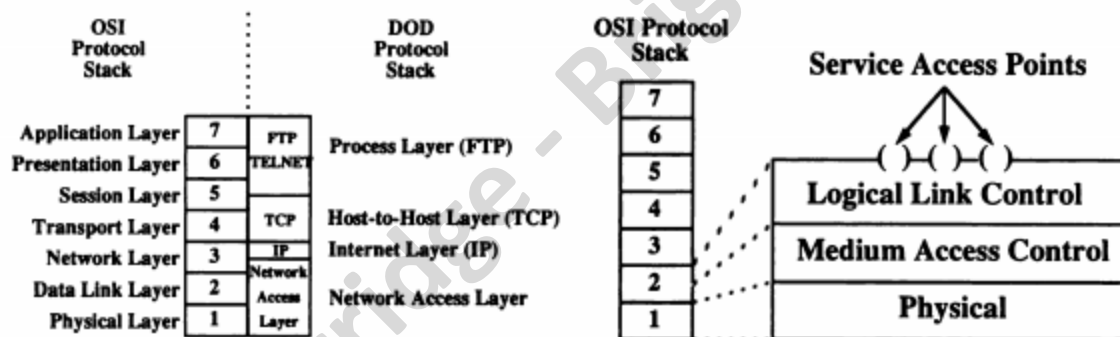 OSI
Protocol
Stack
DOD
Protocol
Stack
Application Layer 7
Presentation Layer 6
Session Layer 5
Transport Layer 4
Network Layer 3
Data Link Layer 2
Physical Layer 1
FTP
TELNET
TCP
IP
Network
Access
Layer
Process Layer (FTP)
Host-to-Host Layer (TCP)
Internet Layer (IP)
Network Access Layer
OSI Protocol
Stack
7
6
5
4
3
2
1
Service Access Points
( ) ( ) ( )
Logical Link Control
Medium Access Control
Physical